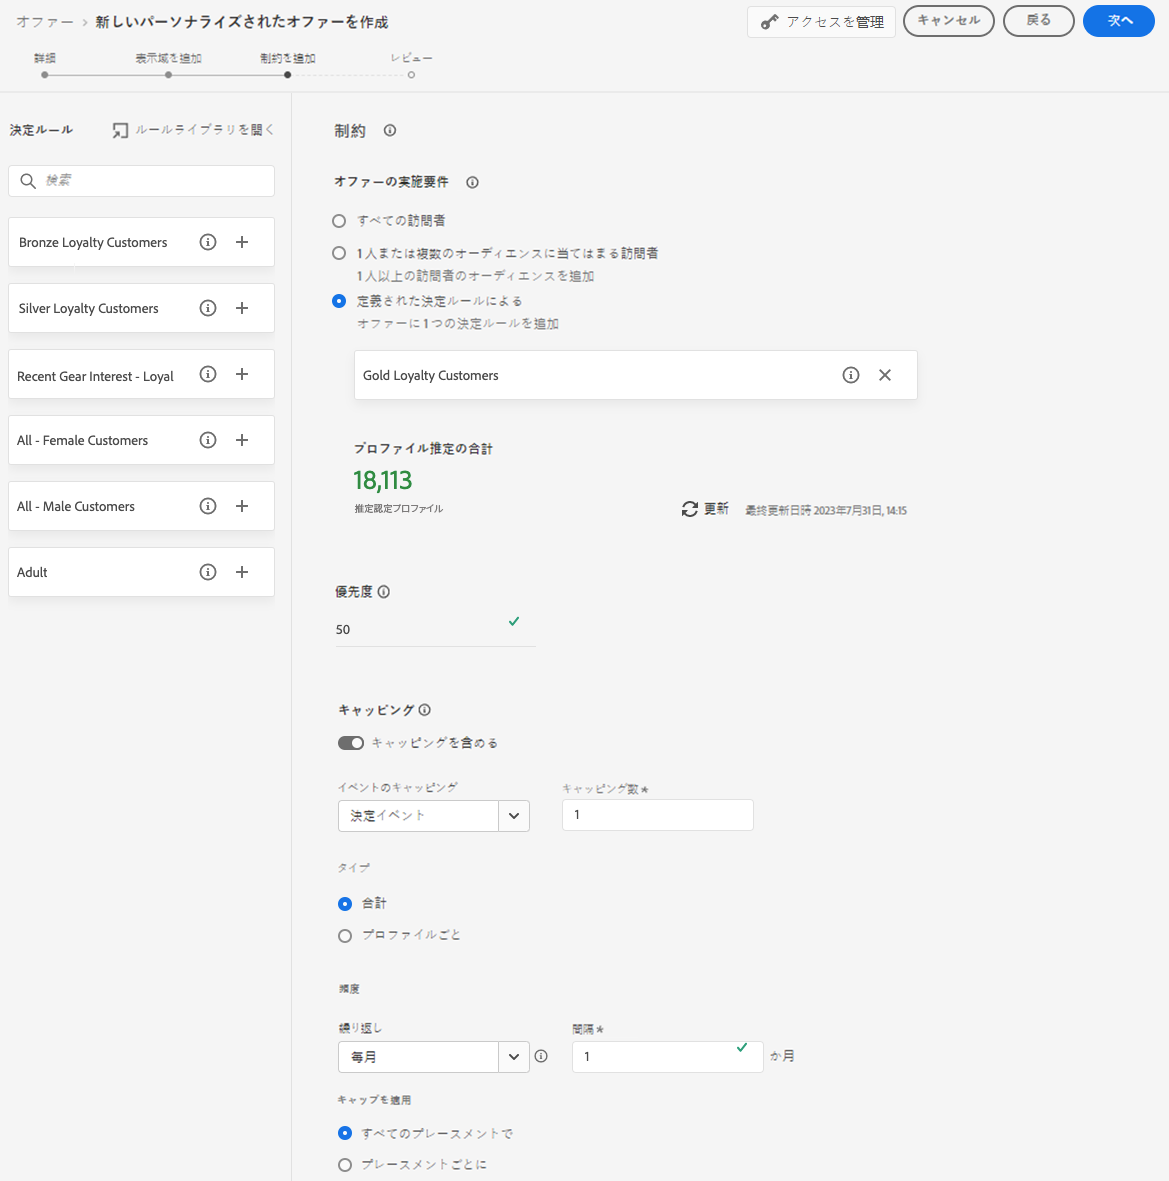 オファー › 新しいパーソナライズされたオファーを作成
アクセスを管理
キャンセル
戻る
次へ
詳細
表示域を追加
制約を追加
レビュー
決定ルール
ルールライブラリを開く
検索
Bronze Loyalty Customers
Silver Loyalty Customers
Recent Gear Interest - Loyal
All - Female Customers
All - Male Customers
Adult
制約
オファーの実施要件
すべての訪問者
1人または複数のオーディエンスに当てはまる訪問者
1人以上の訪問者のオーディエンスを追加
定義された決定ルールによる
オファーに1つの決定ルールを追加
Gold Loyalty Customers
プロファイル推定の合計
18,113
推定認定プロファイル
更新
最終更新日時 2023年7月31日, 14:15
優先度
50
キャッピング
キャッピングを含める
イベントのキャッピング
決定イベント
キャッピング数*
1
タイプ
合計
プロファイルごと
頻度
繰り返し
毎月
間隔*
1
か月
キャップを適用
すべてのプレースメントで
プレースメントごとに